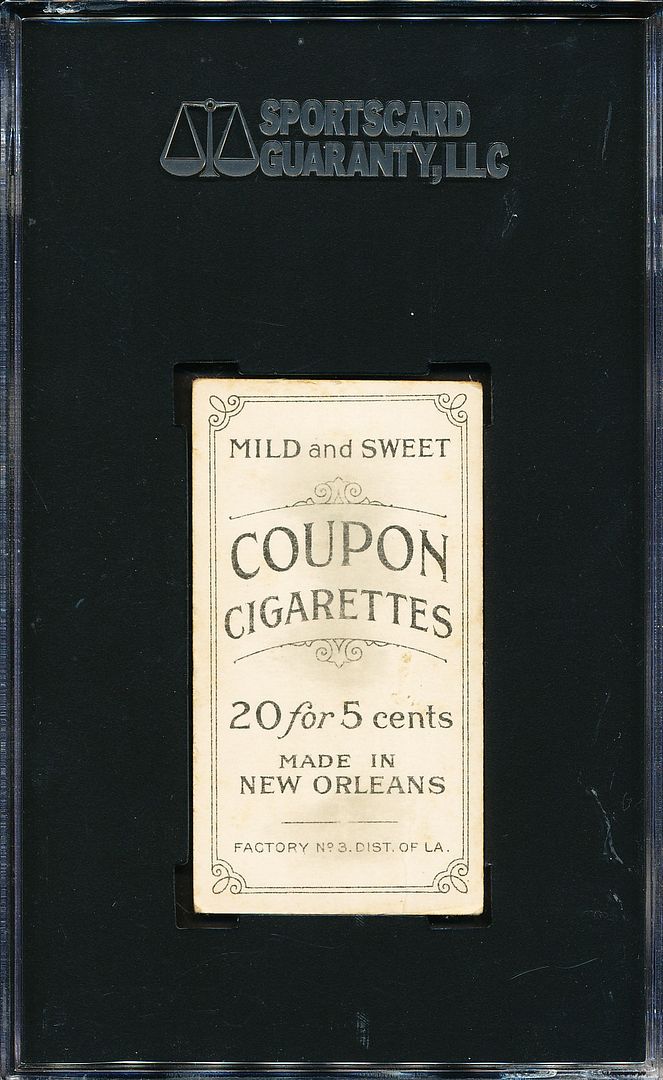 SPORTSCARD
GUARANTY, LLC
MILD and SWEET
COUPON
CIGARETTES
20 for 5 cents
MADE IN
NEW ORLEANS
FACTORY Nº 3. DIST. OF LA.